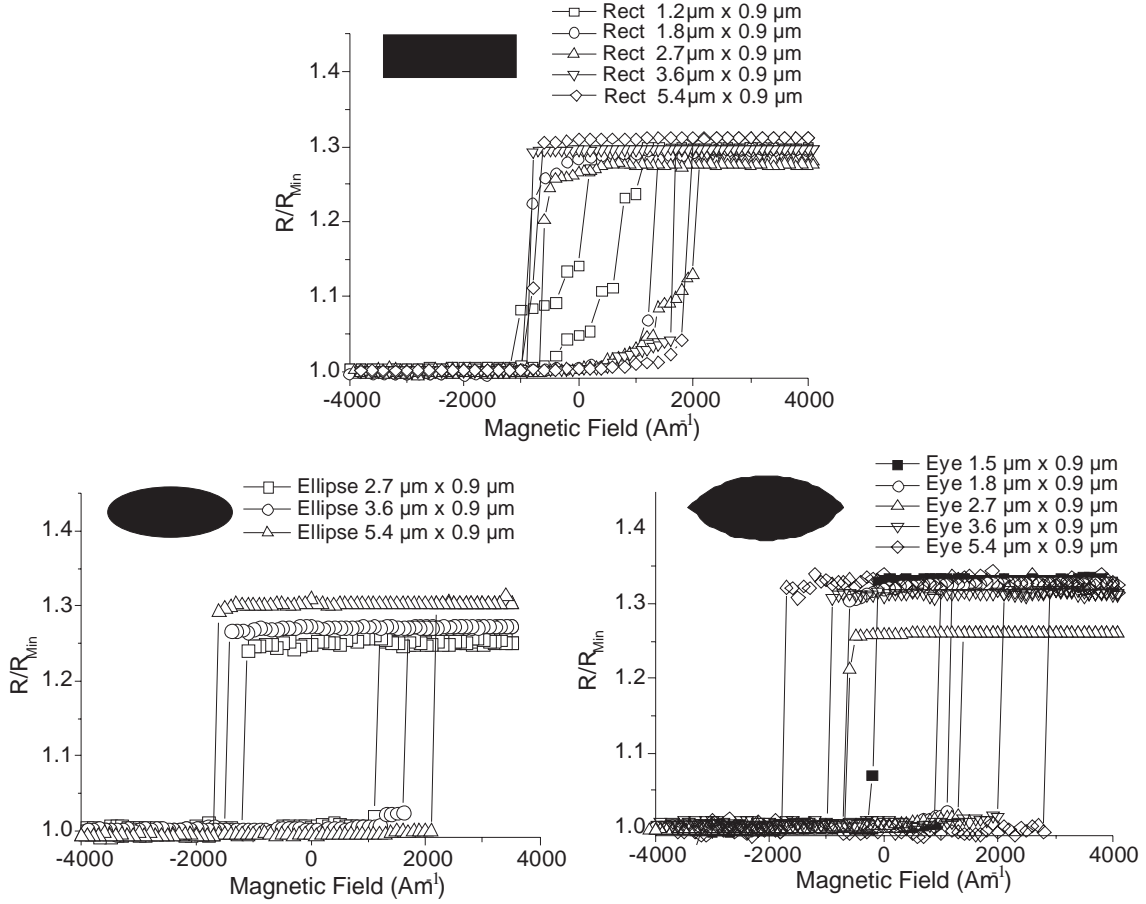 Rect 1.2µm x 0.9 µm
Rect 1.8µm x 0.9 µm
Rect 2.7µm x 0.9 µm
Rect 3.6µm x 0.9 µm
Rect 5.4µm x 0.9 µm
1.4
1.3
1.2
1.1
1.0
R/R Min
-4000 -2000 0 2000 4000
Magnetic Field (Am-1)
Ellipse 2.7 µm x 0.9 µm
Ellipse 3.6 µm x 0.9 µm
Ellipse 5.4 µm x 0.9 µm
1.4
1.3
1.2
1.1
1.0
R/R Min
-4000 -2000 0 2000 4000
Magnetic Field (Am-1)
Eye 1.5 µm x 0.9 µm
Eye 1.8 µm x 0.9 µm
Eye 2.7 µm x 0.9 µm
Eye 3.6 µm x 0.9 µm
Eye 5.4 µm x 0.9 µm
1.4
1.3
1.2
1.1
1.0
R/R Min
-4000 -2000 0 2000 4000
Magnetic Field (Am-1)